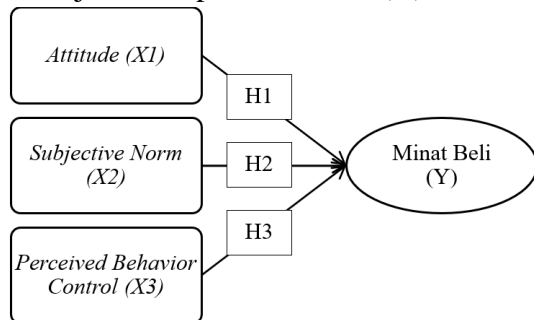 Attitude (X1)
H1
Subjective Norm
(X2)
H2
Minat Beli
(Y)
H3
Perceived Behavior
Control (X3)